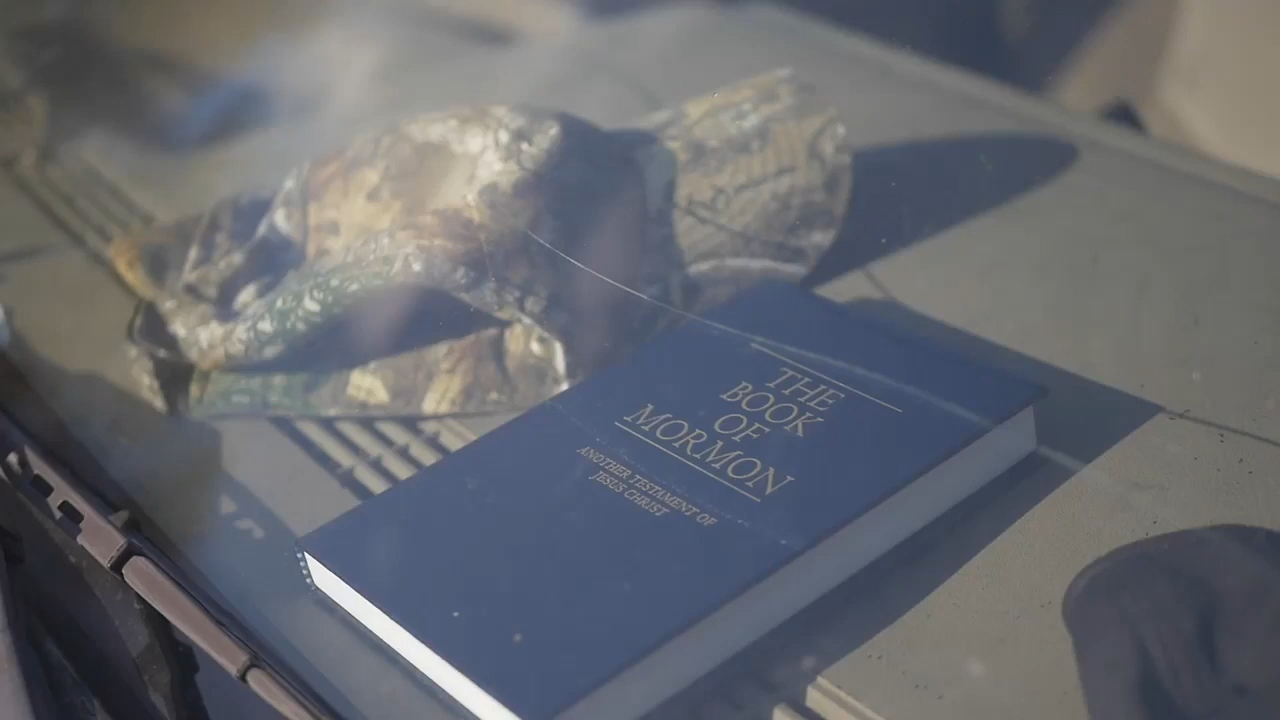 THE
BOOK
OF
MORMON
ANOTHER TESTAMENT OF
JESUS CHRIST